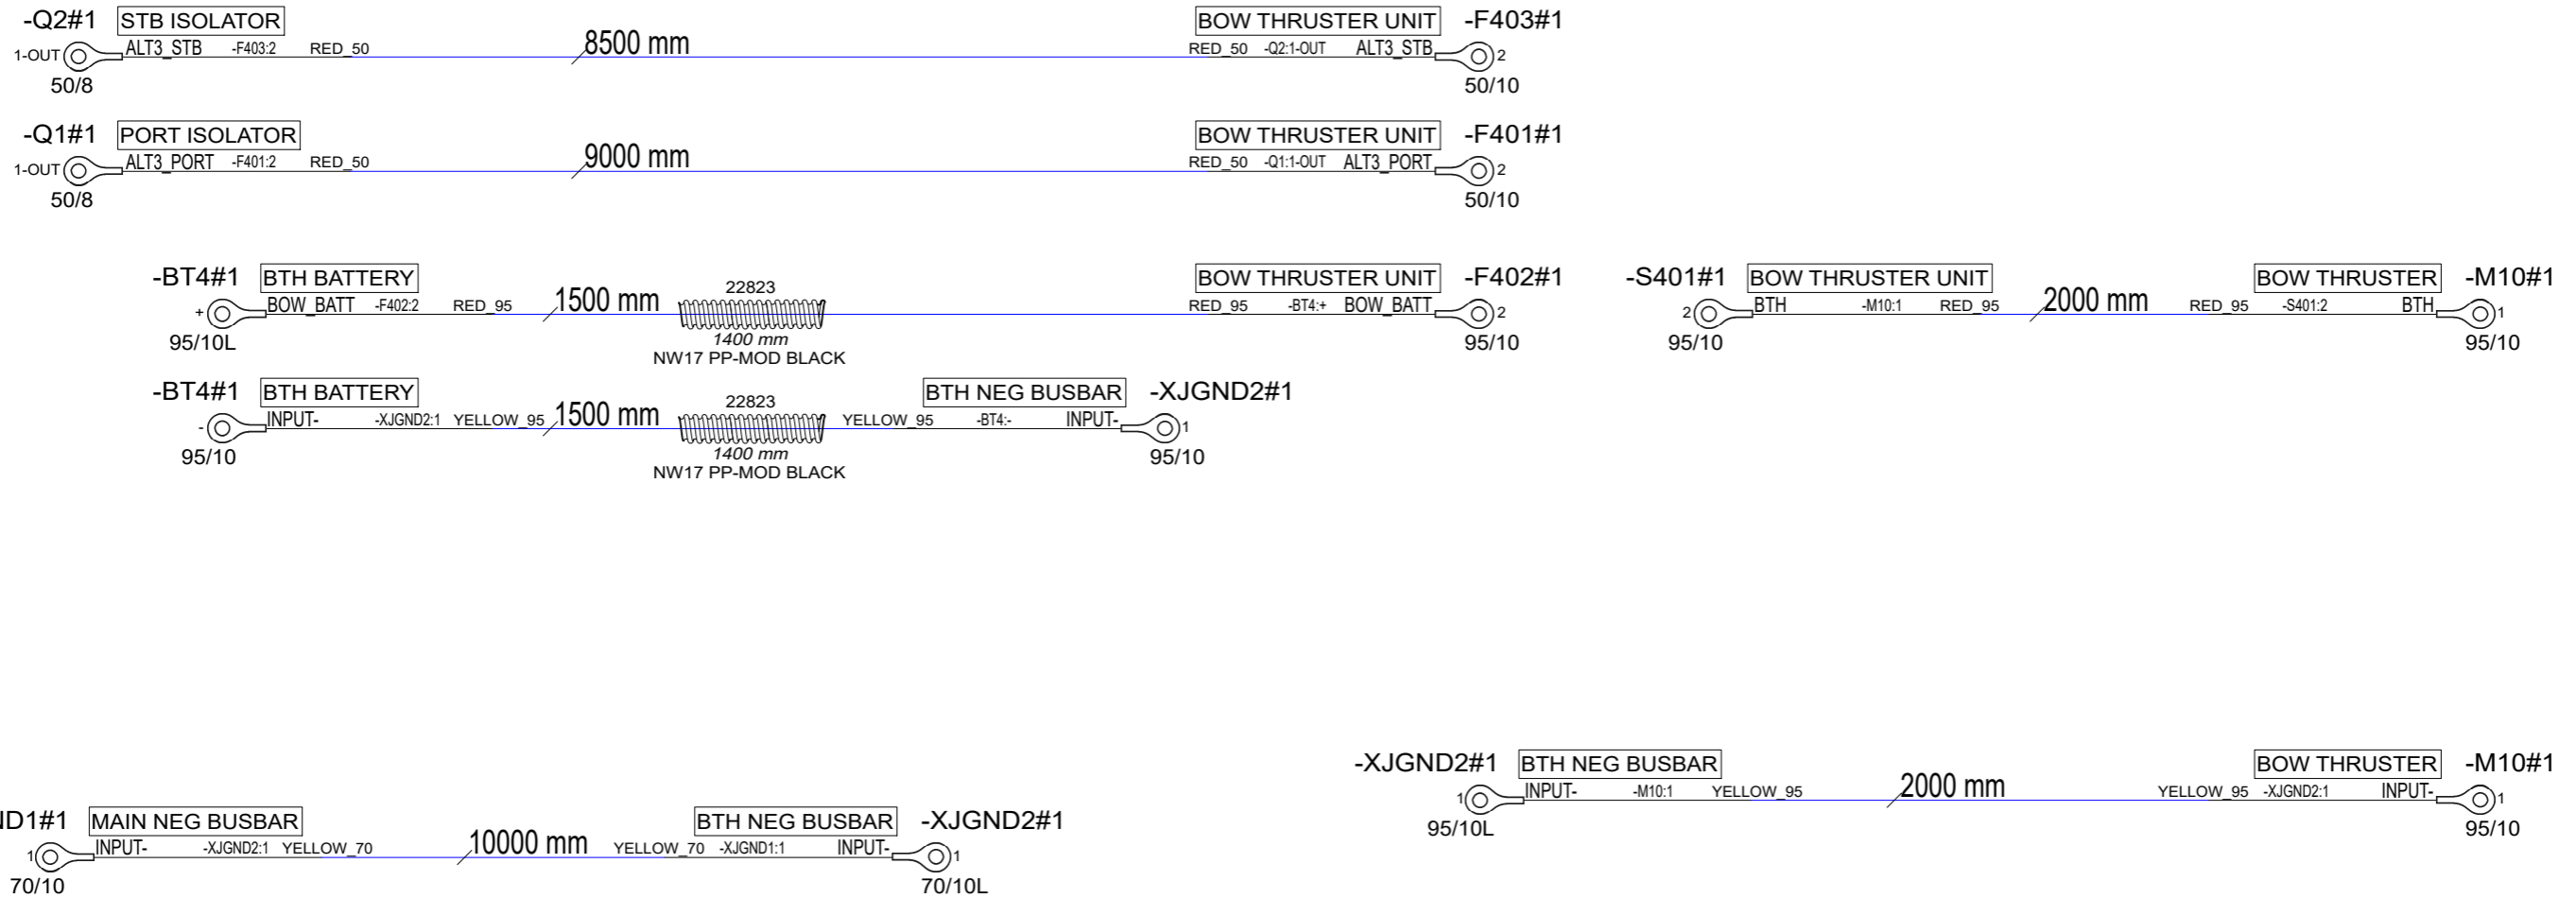 -Q2#1 STB ISOLATOR BOW THRUSTER UNIT -F403#1
1-OUT ALT3_STB -F403:2 RED_50 8500 mm RED_50 -Q2:1-OUT ALT3_STB 2
50/8 50/10
-Q1#1 PORT ISOLATOR BOW THRUSTER UNIT -F401#1
1-OUT ALT3_PORT -F401:2 RED_50 9000 mm RED_50 -Q1:1-OUT ALT3_PORT 2
50/8 50/10
-BT4#1 BTH BATTERY 22823 BOW THRUSTER UNIT -F402#1 -S401#1 BOW THRUSTER UNIT BOW THRUSTER -M10#1
+ BOW_BATT -F402:2 RED_95 1500 mm RED_95 -BT4:+ BOW_BATT 2 2 BTH -M10:1 RED_95 2000 mm RED_95 -S401:2 BTH 1
95/10L 1400 mm 95/10 95/10 95/10
NW17 PP-MOD BLACK
-BT4#1 BTH BATTERY 22823 BTH NEG BUSBAR -XJGND2#1
- INPUT- -XJGND2:1 YELLOW_95 1500 mm YELLOW_95 -BT4:- INPUT- 1
95/10 1400 mm 95/10
NW17 PP-MOD BLACK
-XJGND2#1 BTH NEG BUSBAR BOW THRUSTER -M10#1
1 INPUT- -M10:1 YELLOW_95 2000 mm YELLOW_95 -XJGND2:1 INPUT- 1
95/10L 95/10
ND1#1 MAIN NEG BUSBAR BTH NEG BUSBAR -XJGND2#1
1 INPUT- -XJGND2:1 YELLOW_70 10000 mm YELLOW_70 -XJGND1:1 INPUT- 1
70/10 70/10L